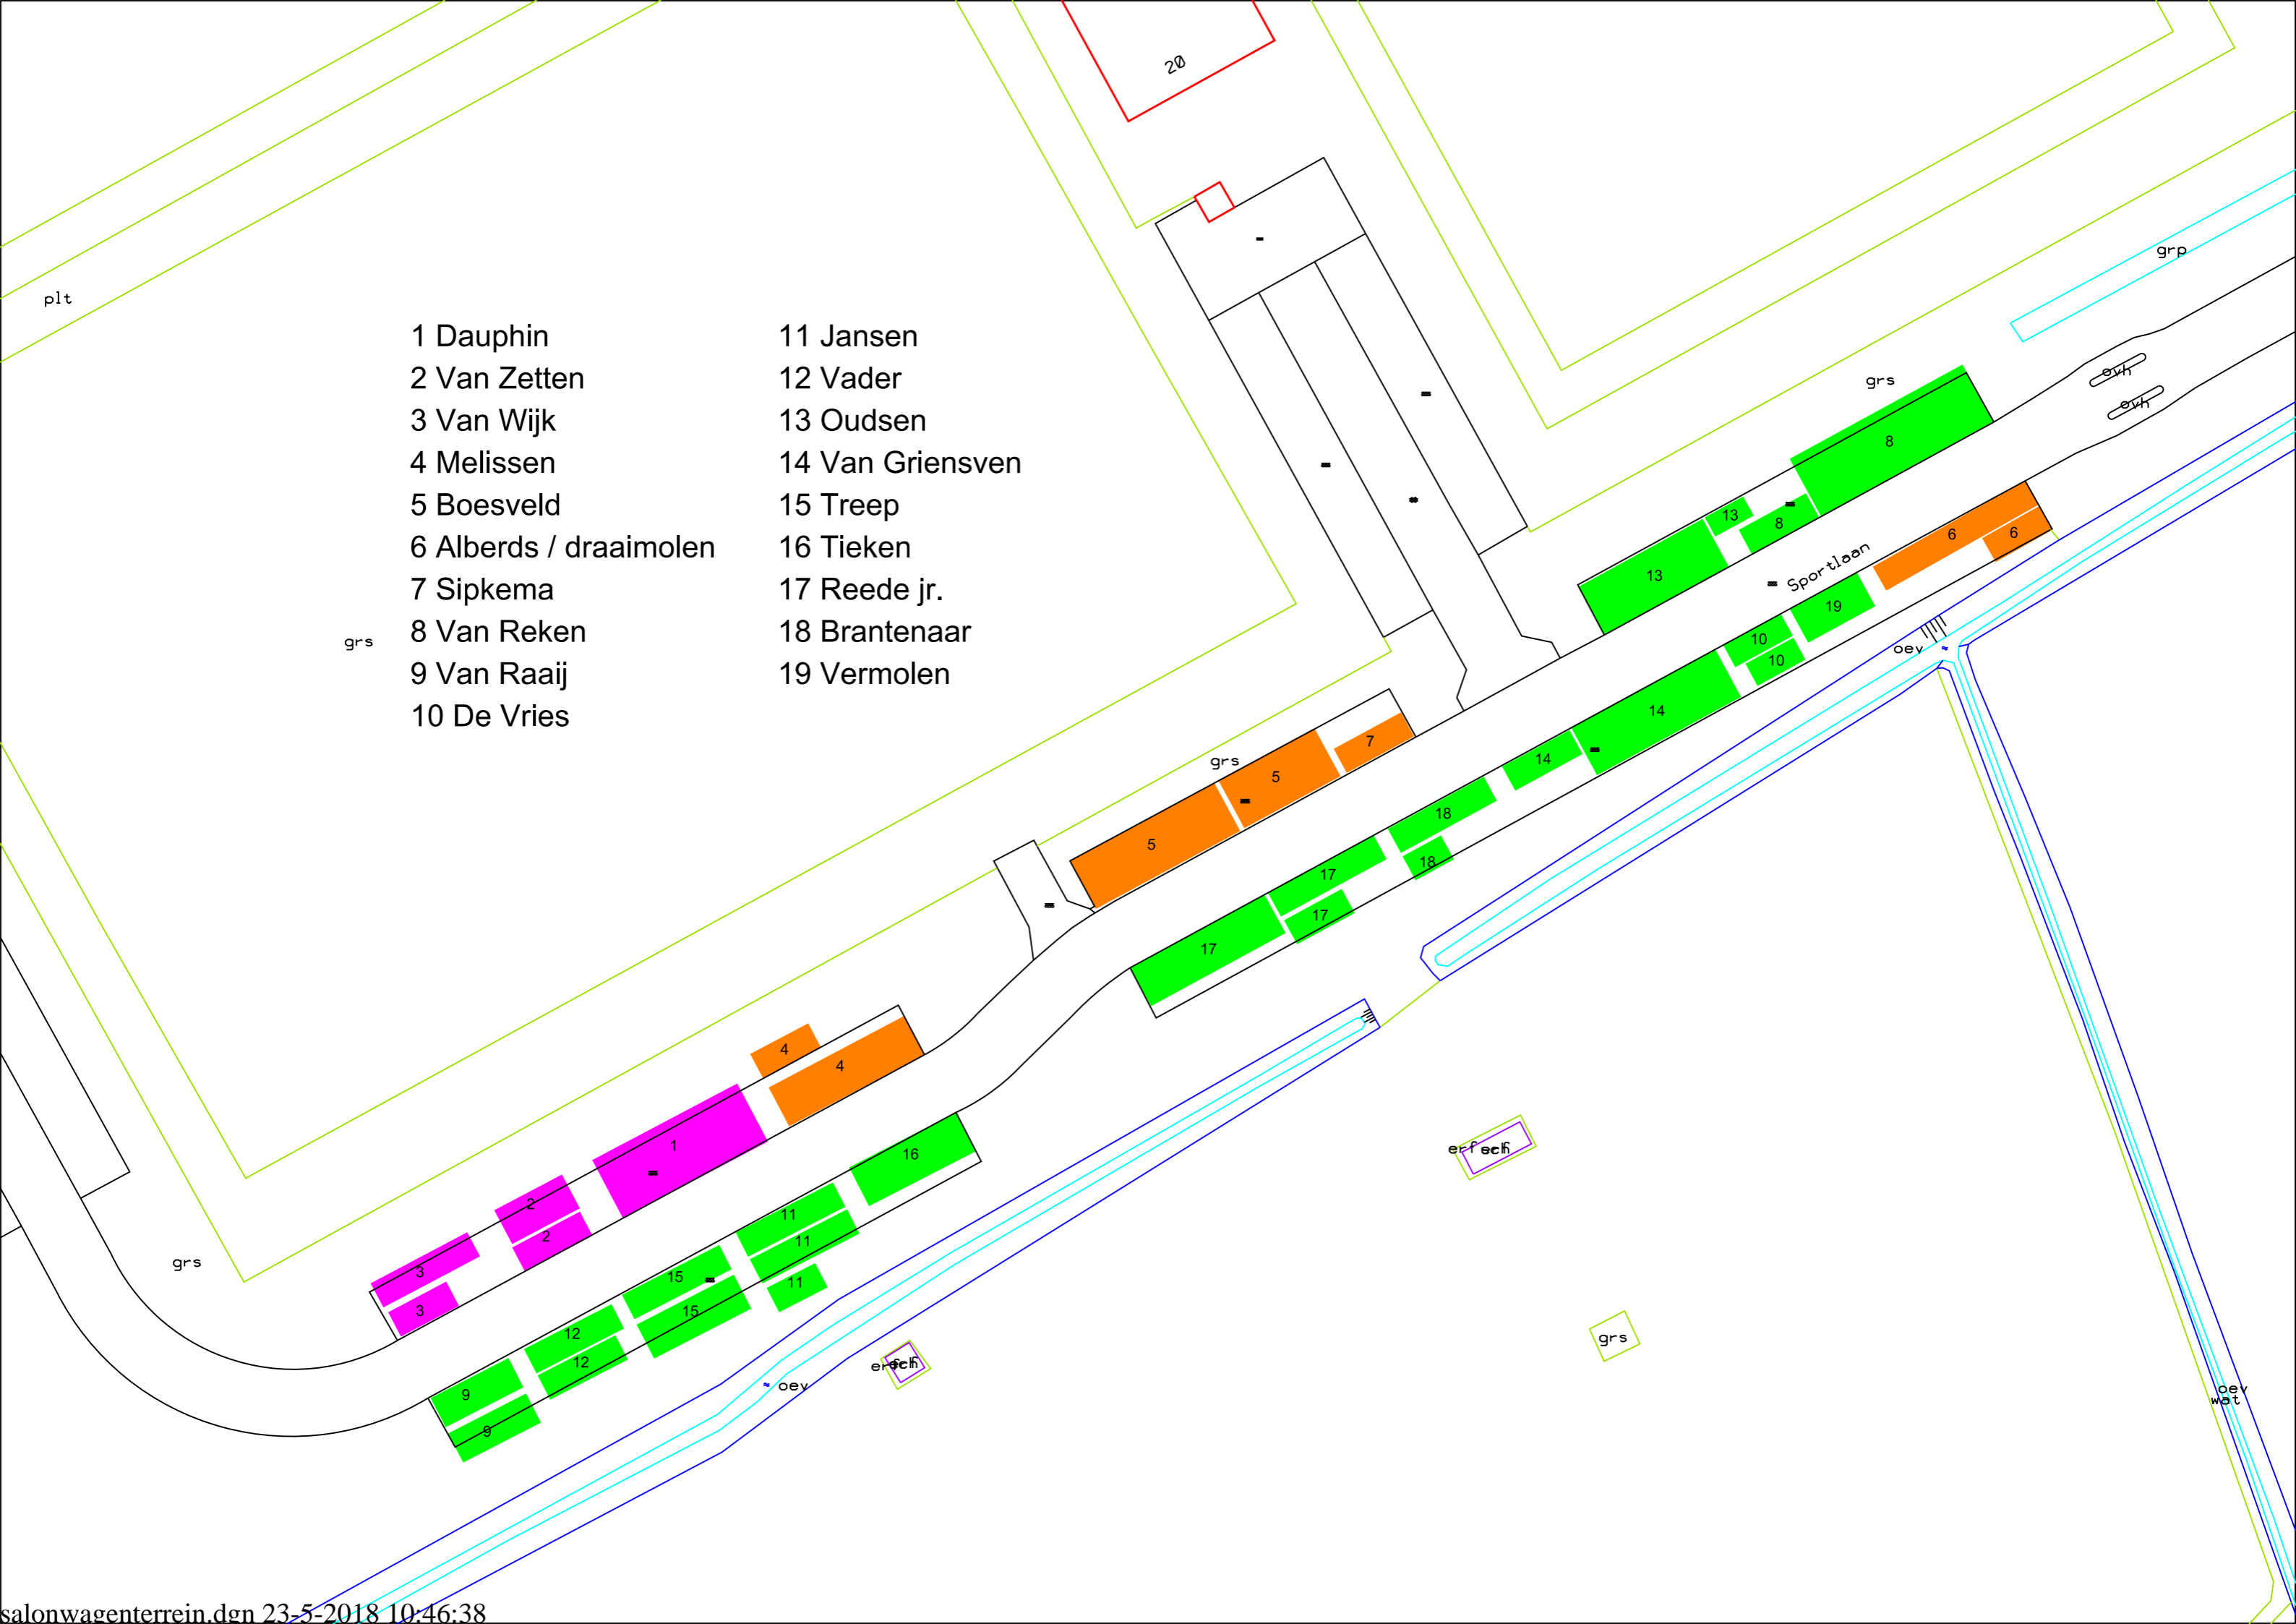 20
grp
plt
1 Dauphin
2 Van Zetten
3 Van Wijk
4 Melissen
5 Boesveld
6 Alberds / draaimolen
7 Sipkema
8 Van Reken
9 Van Raaij
10 De Vries
11 Jansen
12 Vader
13 Oudsen
14 Van Griensven
15 Treep
16 Tieken
17 Reede jr.
18 Brantenaar
19 Vermolen
ovh
grs
ovh
8
13
8
6
6
Sportlaan
13
19
10
10
grs
oev
14
7
grs
5
14
18
5
18
17
17
17
4
4
1
16
2
2
11
11
11
erf sch
3
grs
15
3
15
12
12
grs
erf sch
9
9
oev
oev
wat
salonwagenterrein.dgn 23-5-2018 10:46:38